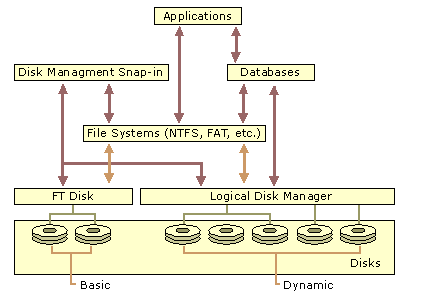 Applications
Disk Managment Snap-in
Databases
File Systems (NTFS, FAT, etc.)
FT Disk
Logical Disk Manager
Disks
Basic
Dynamic